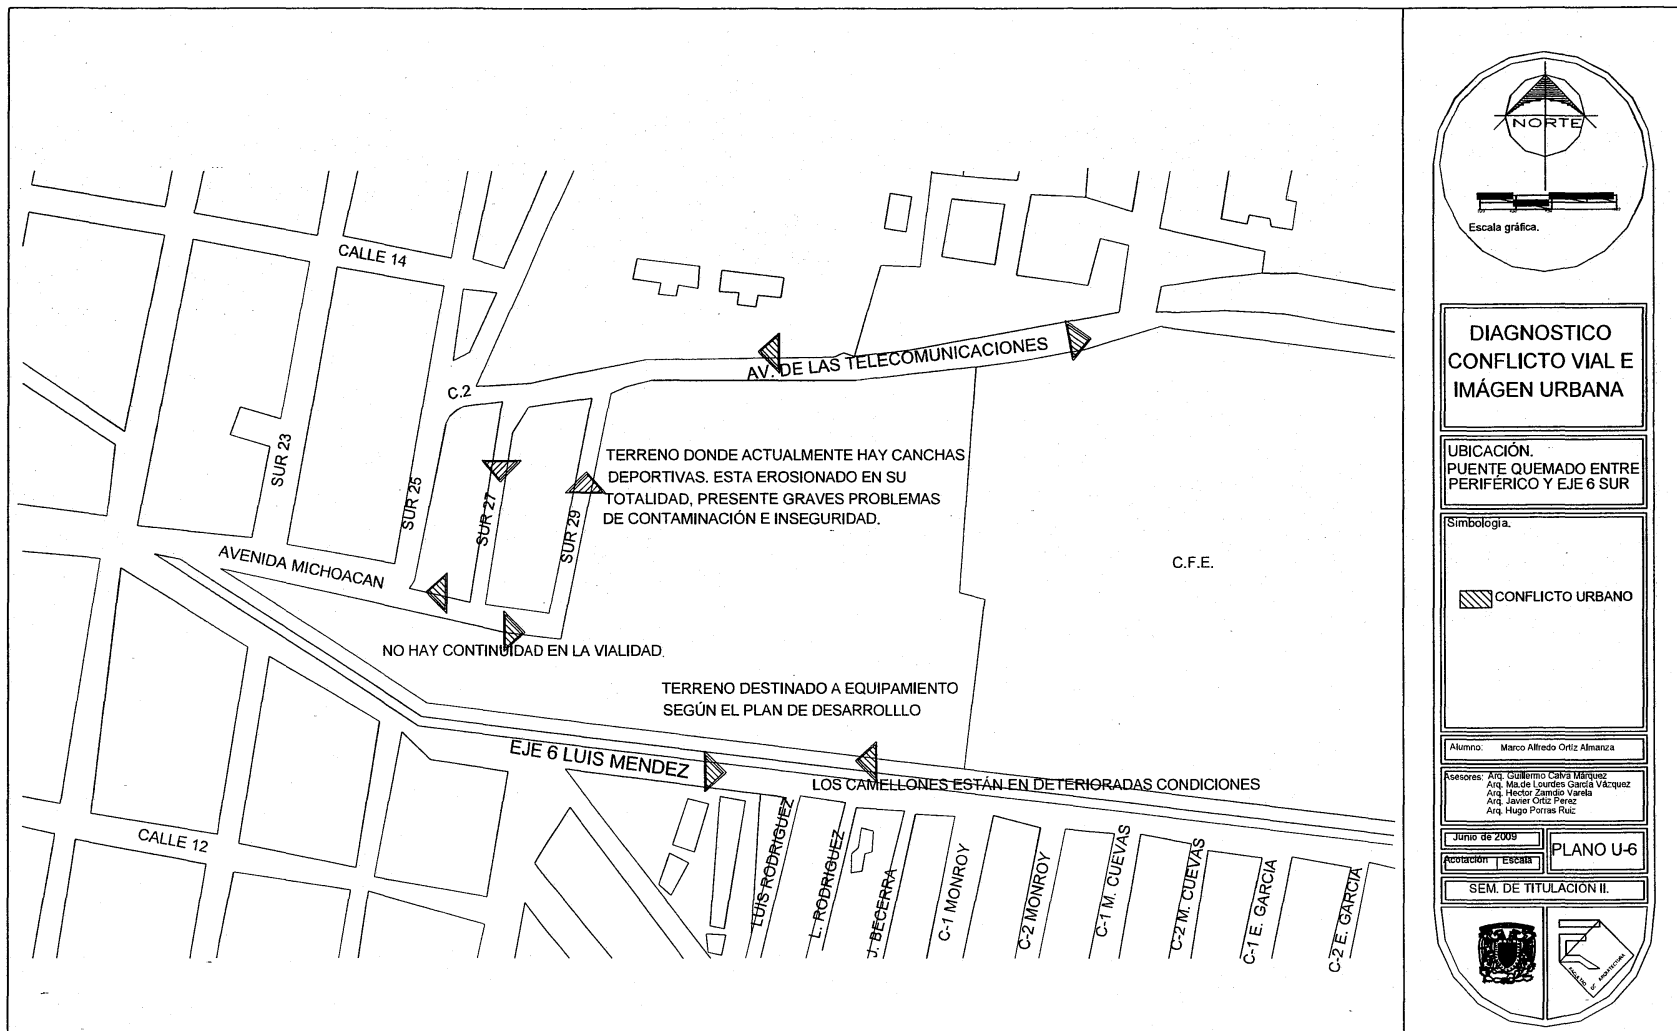 CALLE 14
C.2
AV. DE LAS TELECOMUNICACIONES
SUR 23
SUR 25
SUR 27
SUR 29
TERRENO DONDE ACTUALMENTE HAY CANCHAS
DEPORTIVAS. ESTA EROSIONADO EN SU
TOTALIDAD, PRESENTE GRAVES PROBLEMAS
DE CONTAMINACIÓN E INSEGURIDAD.
C.F.E.
AVENIDA MICHOACAN
NO HAY CONTINUIDAD EN LA VIALIDAD.
TERRENO DESTINADO A EQUIPAMIENTO
SEGÚN EL PLAN DE DESARROLLLO
EJE 6 LUIS MENDEZ
LOS CAMELLONES ESTÁN EN DETERIORADAS CONDICIONES
CALLE 12
LUIS RODRIGUEZ
L. RODRIGUEZ
J. BECERRA
C-1 MONROY
C-2 MONROY
C-1 M. CUEVAS
C-2 M. CUEVAS
C-1 E. GARCIA
C-2 E. GARCIA
NORTE
Escala gráfica.
DIAGNOSTICO
CONFLICTO VIAL E
IMÁGEN URBANA
UBICACIÓN.
PUENTE QUEMADO ENTRE
PERIFÉRICO Y EJE 6 SUR
Simbologia.
CONFLICTO URBANO
Alumno: Marco Alfredo Ortiz Almanza
Asesores: Arq. Guillermo Calva Márquez
Arq. Ma.de Lourdes García Vázquez
Arq. Hector Zamdio Varela
Arq. Javier Ortiz Perez
Arq. Hugo Porras Ruiz
Junio de 2009
Acotación Escala
PLANO U-6
SEM. DE TITULACIÓN II.
FACULTAD DE ARQUITECTURA